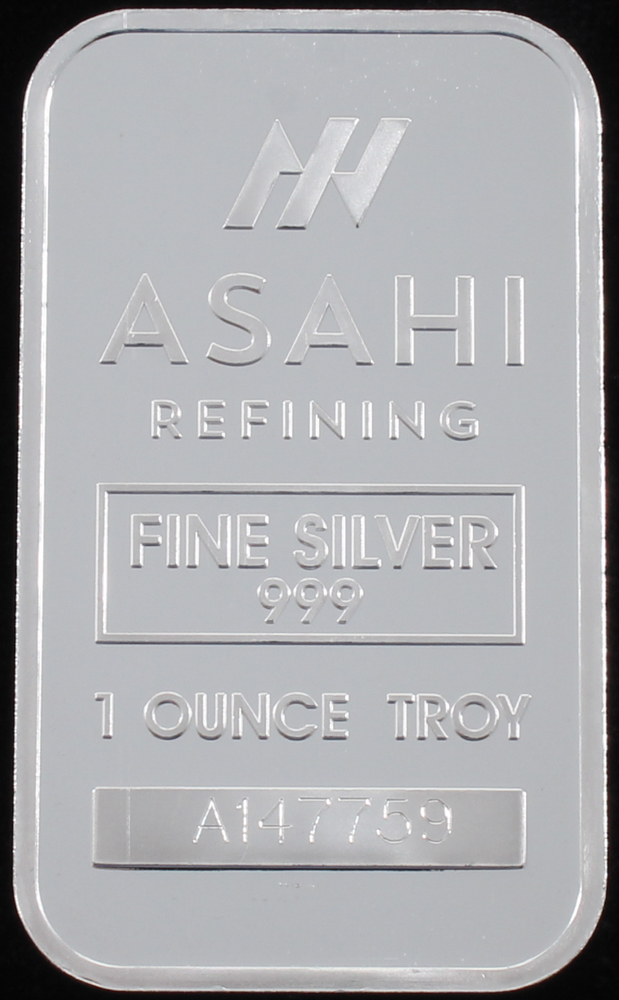 ASAHI
REFINING
FINE SILVER
999
1 OUNCE TROY
A147759